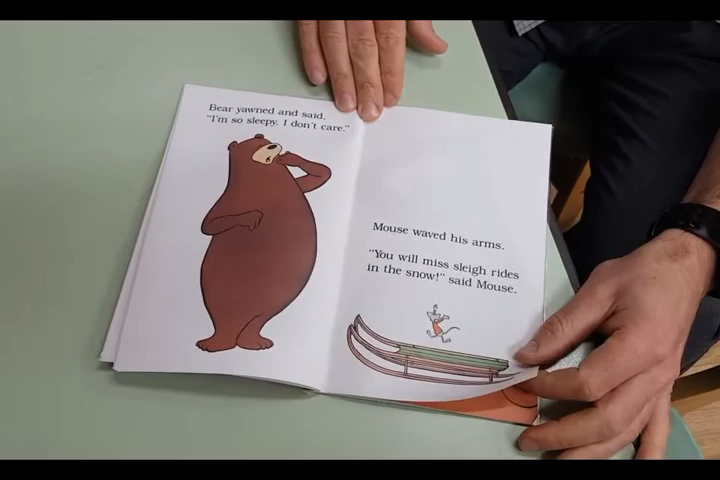 Bear yawned and said,
"I'm so sleepy. I don't care."
Mouse waved his arms.
"You will miss sleigh rides
in the snow!" said Mouse.